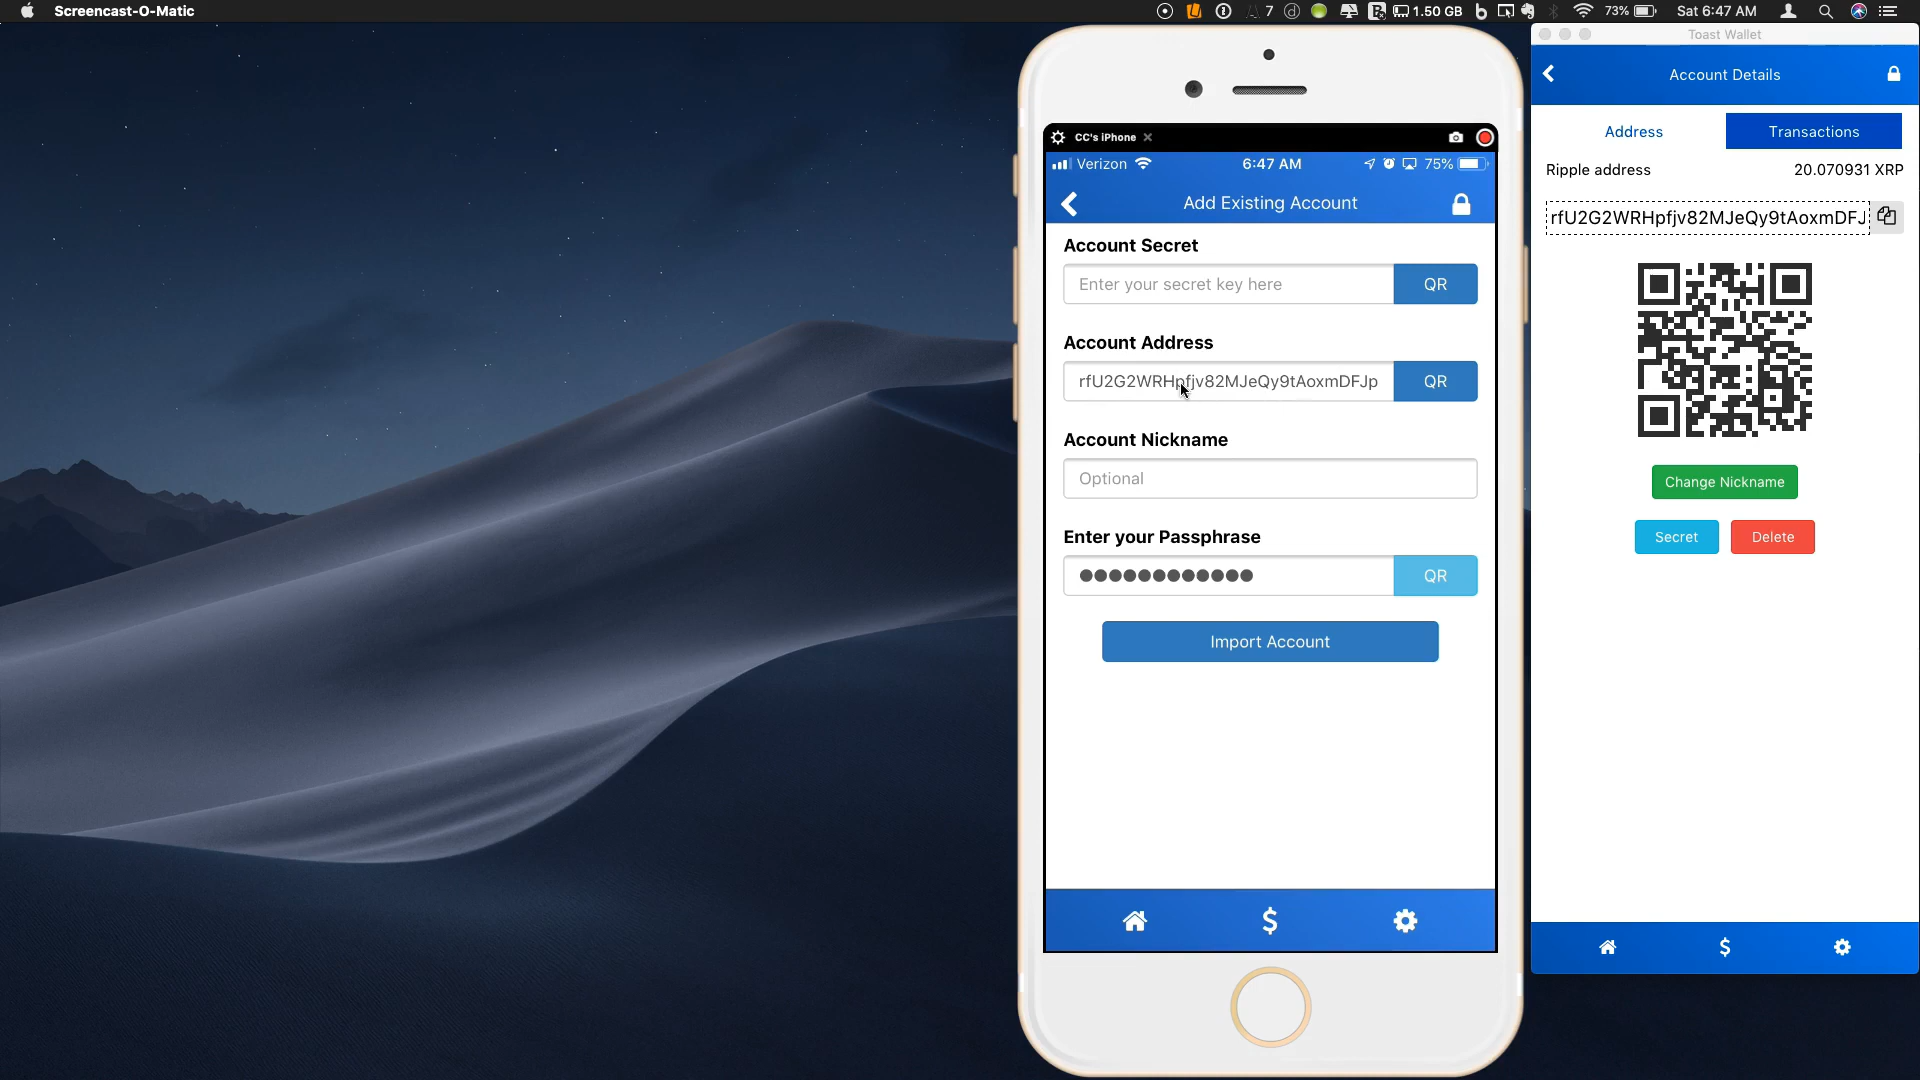 Screencast-O-Matic
7
1.50 GB
73%
Sat 6:47 AM
CC's iPhone
Verizon
6:47 AM
75%
Add Existing Account
Account Secret
Enter your secret key here
QR
Account Address
rfU2G2WRHpfjv82MJeQy9tAoxmDFJp
QR
Account Nickname
Optional
Enter your Passphrase
QR
Import Account
Toast Wallet
Account Details
Address
Transactions
Ripple address
20.070931 XRP
rfU2G2WRHpfjv82MJeQy9tAoxmDFJ
Change Nickname
Secret
Delete